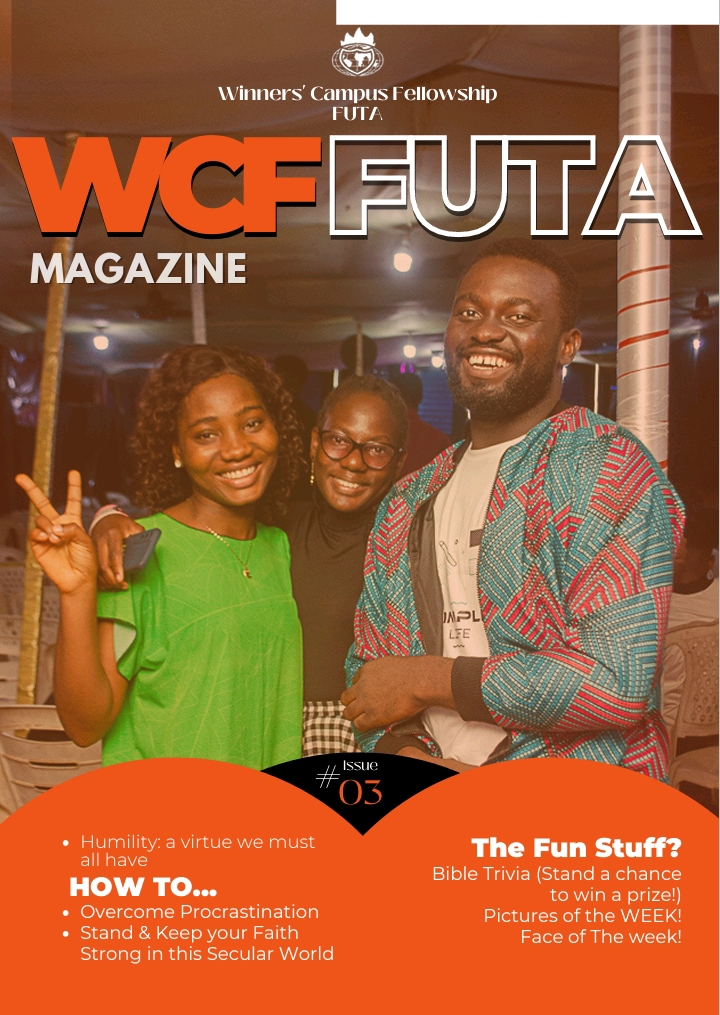 Winners' Campus Fellowship
FUTA
WCF FUTA
MAGAZINE
LIFE
#Issue
03
Humility: a virtue we must
all have
HOW TO...
Overcome Procrastination
Stand & Keep your Faith
Strong in this Secular World
The Fun Stuff?
Bible Trivia (Stand a chance
to win a prize!)
Pictures of the WEEK!
Face of The week!